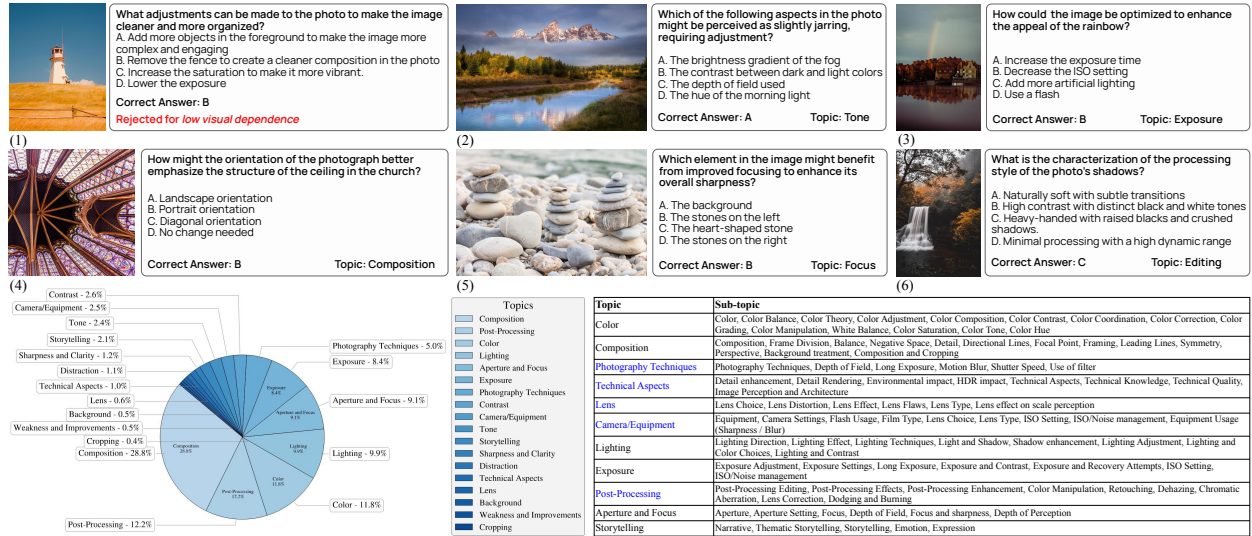 What adjustments can be made to the photo to make the image
cleaner and more organized?
A. Add more objects in the foreground to make the image more
complex and engaging
B. Remove the fence to create a cleaner composition in the photo
C. Increase the saturation to make it more vibrant.
D. Lower the exposure
Correct Answer: B
Rejected for low visual dependence
(1)
Which of the following aspects in the photo
might be perceived as slightly jarring,
requiring adjustment?
A. The brightness gradient of the fog
B. The contrast between dark and light colors
C. The depth of field used
D. The hue of the morning light
Correct Answer: A Topic: Tone
(2)
How could the image be optimized to enhance
the appeal of the rainbow?
A. Increase the exposure time
B. Decrease the ISO setting
C. Add more artificial lighting
D. Use a flash
Correct Answer: B Topic: Exposure
(3)
How might the orientation of the photograph better
emphasize the structure of the ceiling in the church?
A. Landscape orientation
B. Portrait orientation
C. Diagonal orientation
D. No change needed
Correct Answer: B Topic: Composition
(4)
Which element in the image might benefit
from improved focusing to enhance its
overall sharpness?
A. The background
B. The stones on the left
C. The heart-shaped stone
D. The stones on the right
Correct Answer: B Topic: Focus
(5)
What is the characterization of the processing
style of the photo's shadows?
A. Naturally soft with subtle transitions
B. High contrast with distinct black and white tones
C. Heavy-handed with raised blacks and crushed
shadows.
D. Minimal processing with a high dynamic range
Correct Answer: C Topic: Editing
(6)
Contrast - 2.6%
Camera/Equipment - 2.5%
Tone - 2.4%
Storytelling - 2.1%
Sharpness and Clarity - 1.2%
Distraction - 1.1%
Technical Aspects - 1.0%
Lens - 0.6%
Background - 0.5%
Weakness and Improvements - 0.5%
Cropping - 0.4%
Composition - 28.8%
Post-Processing - 12.2%
Photography Techniques - 5.0%
Exposure - 8.4%
Aperture and Focus - 9.1%
Lighting - 9.9%
Color - 11.8%
Exposure
8.4%
Aperture and Focus
9.1%
Lighting
9.9%
Color
11.8%
Post-Processing
12.2%
Composition
28.8%
Topics
Composition
Post-Processing
Color
Lighting
Aperture and Focus
Exposure
Photography Techniques
Contrast
Camera/Equipment
Tone
Storytelling
Sharpness and Clarity
Distraction
Technical Aspects
Lens
Background
Weakness and Improvements
Cropping
Topic Sub-topic
Color Color, Color Balance, Color Theory, Color Adjustment, Color Composition, Color Contrast, Color Coordination, Color Correction, Color
Grading, Color Manipulation, White Balance, Color Saturation, Color Tone, Color Hue
Composition Composition, Frame Division, Balance, Negative Space, Detail, Directional Lines, Focal Point, Framing, Leading Lines, Symmetry,
Perspective, Background treatment, Composition and Cropping
Photography Techniques Photography Techniques, Depth of Field, Long Exposure, Motion Blur, Shutter Speed, Use of filter
Technical Aspects Detail enhancement, Detail Rendering, Environmental impact, HDR impact, Technical Aspects, Technical Knowledge, Technical Quality,
Image Perception and Architecture
Lens Lens Choice, Lens Distortion, Lens Effect, Lens Flaws, Lens Type, Lens effect on scale perception
Camera/Equipment Equipment, Camera Settings, Flash Usage, Film Type, Lens Choice, Lens Type, ISO Setting, ISO/Noise management, Equipment Usage
(Sharpness / Blur)
Lighting Lighting Direction, Lighting Effect, Lighting Techniques, Light and Shadow, Shadow enhancement, Lighting Adjustment, Lighting and
Color Choices, Lighting and Contrast
Exposure Exposure Adjustment, Exposure Settings, Long Exposure, Exposure and Contrast, Exposure and Recovery Attempts, ISO Setting,
ISO/Noise management
Post-Processing Post-Processing Editing, Post-Processing Effects, Post-Processing Enhancement, Color Manipulation, Retouching, Dehazing, Chromatic
Aberration, Lens Correction, Dodging and Burning
Aperture and Focus Aperture, Aperture Setting, Focus, Depth of Field, Focus and sharpness, Depth of Perception
Storytelling Narrative, Thematic Storytelling, Storytelling, Emotion, Expression